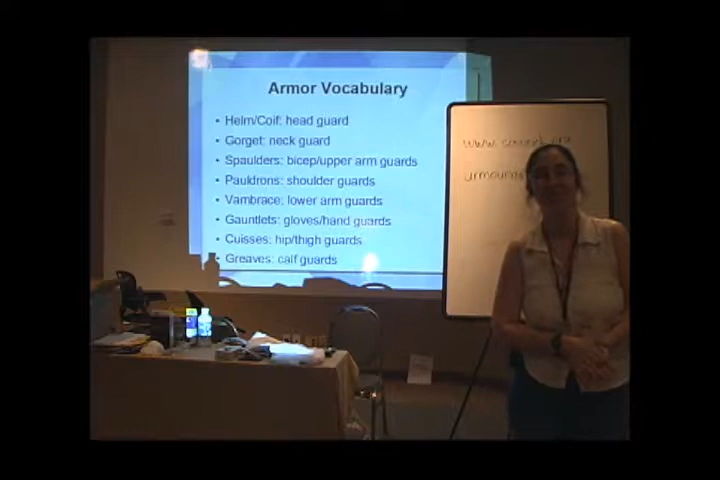 Armor Vocabulary
• Helm/Coif: head guard
• Gorget: neck guard
• Spaulders: bicep/upper arm guards
• Pauldrons: shoulder guards
• Vambrace: lower arm guards
• Gauntlets: gloves/hand guards
• Cuisses: hip/thigh guards
• Greaves: calf guards